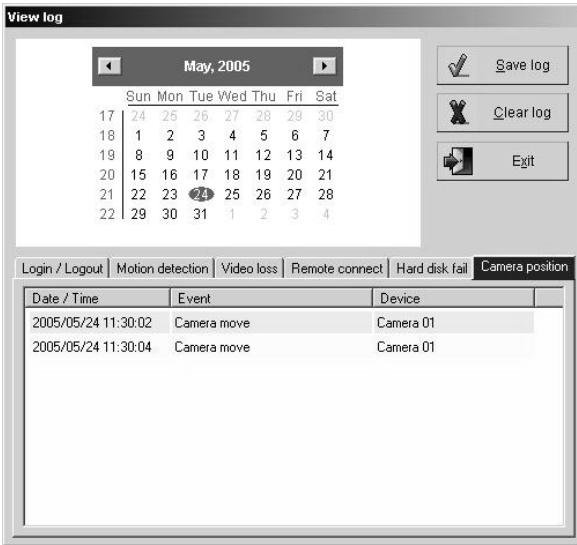 View log
May, 2005
Sun Mon Tue Wed Thu Fri Sat
17 24 25 26 27 28 29 30
18 1 2 3 4 5 6 7
19 8 9 10 11 12 13 14
20 15 16 17 18 19 20 21
21 22 23 24 25 26 27 28
22 29 30 31 1 2 3 4
Save log
Clear log
Exit
Login / Logout Motion detection Video loss Remote connect Hard disk fail Camera position
Date / Time Event Device
2005/05/24 11:30:02 Camera move Camera 01
2005/05/24 11:30:04 Camera move Camera 01